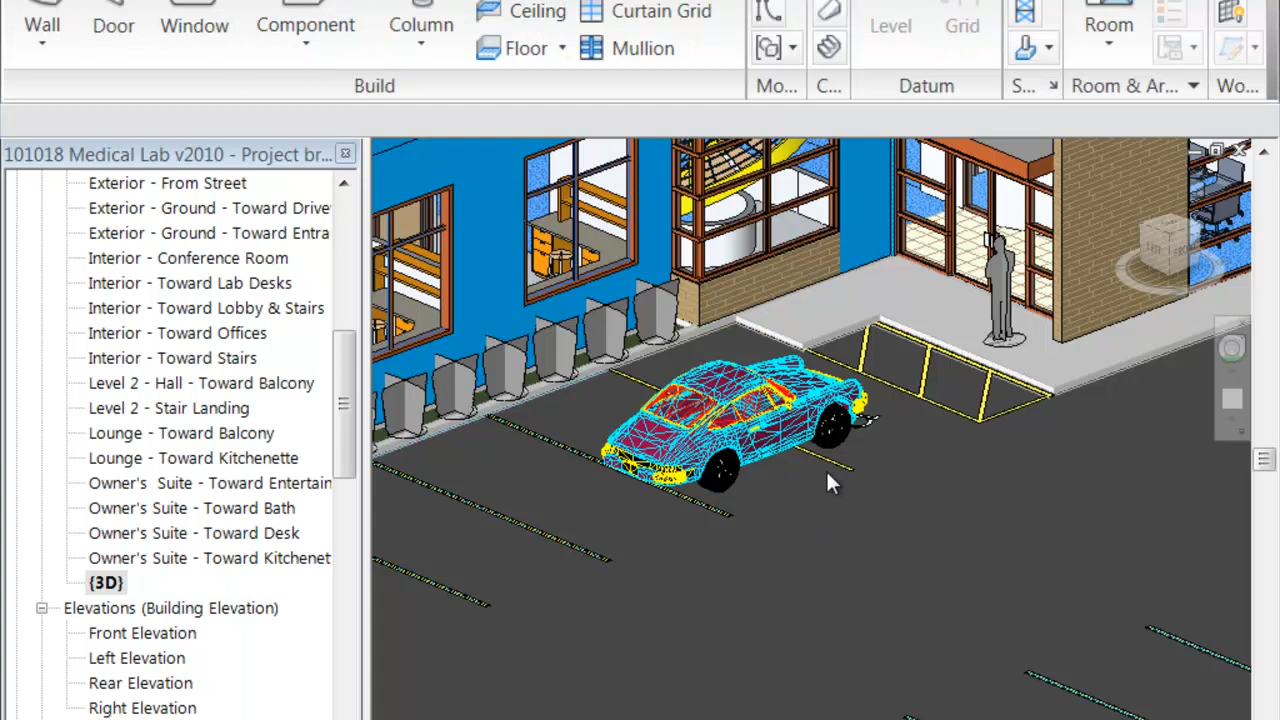 Wall
Door
Window
Component
Column
Ceiling
Floor
Curtain Grid
Mullion
Level
Grid
Room
Build
Mo...
C...
Datum
S...
Room & Ar...
Wo...
101018 Medical Lab v2010 - Project br...
Exterior - From Street
Exterior - Ground - Toward Drive
Exterior - Ground - Toward Entra
Interior - Conference Room
Interior - Toward Lab Desks
Interior - Toward Lobby & Stairs
Interior - Toward Offices
Interior - Toward Stairs
Level 2 - Hall - Toward Balcony
Level 2 - Stair Landing
Lounge - Toward Balcony
Lounge - Toward Kitchenette
Owner's Suite - Toward Entertain
Owner's Suite - Toward Bath
Owner's Suite - Toward Desk
Owner's Suite - Toward Kitchenet
{3D}
Elevations (Building Elevation)
Front Elevation
Left Elevation
Rear Elevation
Right Elevation